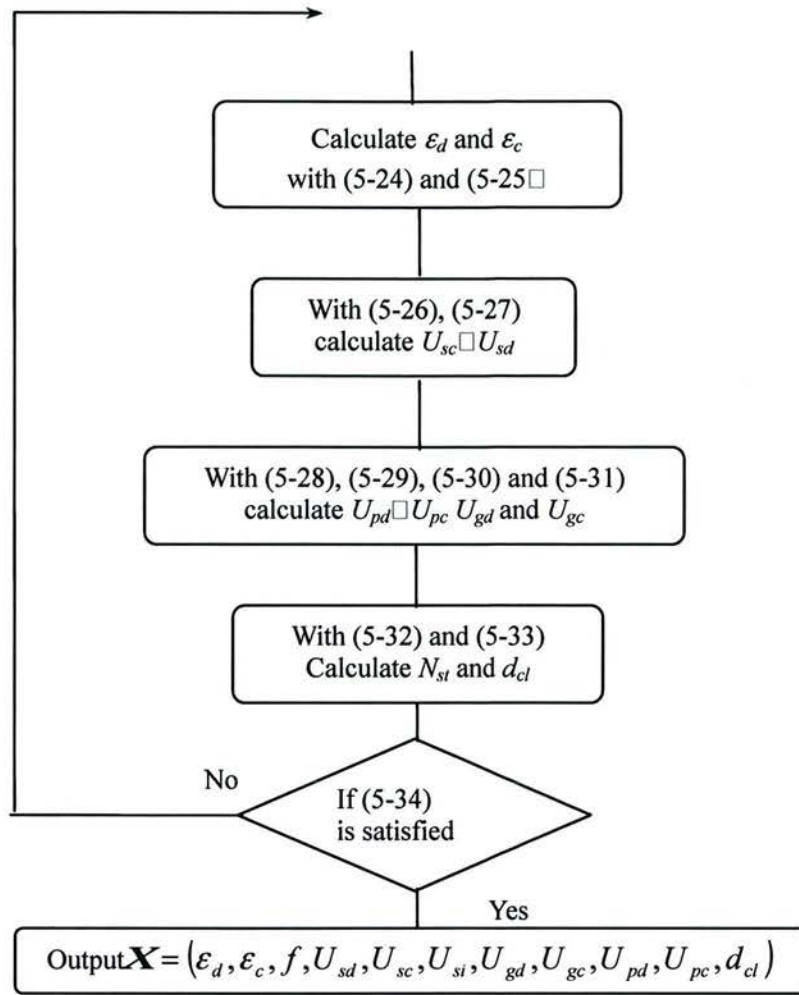 Calculate ε_d and ε_c
with (5-24) and (5-25□
With (5-26), (5-27)
calculate U_sc□U_sd
With (5-28), (5-29), (5-30) and (5-31)
calculate U_pd□U_pc U_gd and U_gc
With (5-32) and (5-33)
Calculate N_st and d_cl
No
If (5-34)
is satisfied
Yes
Output X = (ε_d, ε_c, f, U_sd, U_sc, U_si, U_gd, U_gc, U_pd, U_pc, d_cl)